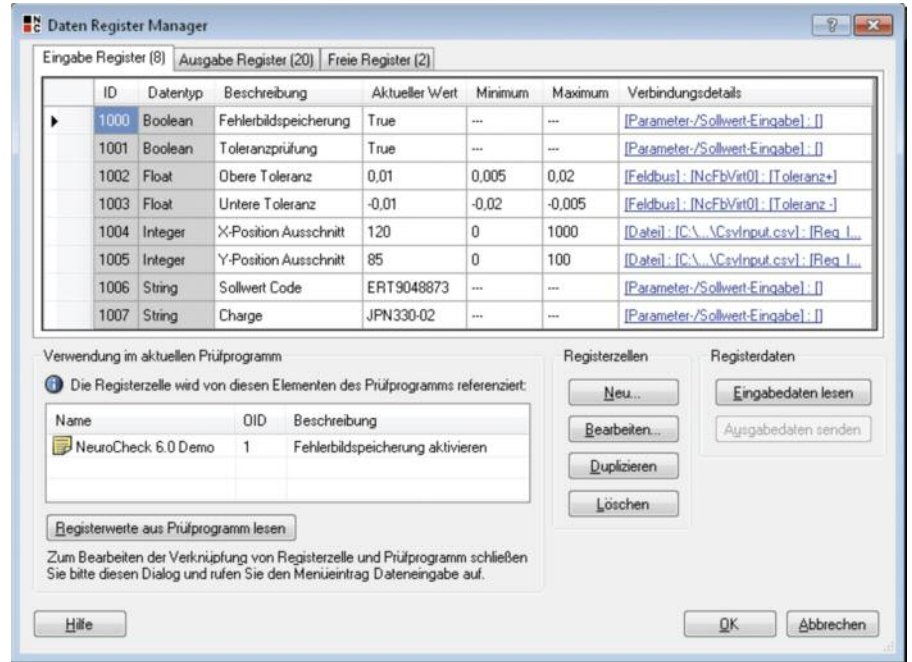 NC Daten Register Manager
Eingabe Register (8) Ausgabe Register (20) Freie Register (2)
ID Datentyp Beschreibung Aktueller Wert Minimum Maximum Verbindungsdetails
1000 Boolean Fehlerbildspeicherung True --- --- [Parameter-/Sollwert-Eingabe] : []
1001 Boolean Toleranzprüfung True --- --- [Parameter-/Sollwert-Eingabe] : []
1002 Float Obere Toleranz 0,01 0,005 0,02 [Feldbus] : [NcFbVirt0] : [Toleranz+]
1003 Float Untere Toleranz -0,01 -0,02 -0,005 [Feldbus] : [NcFbVirt0] : [Toleranz -]
1004 Integer X-Position Ausschnitt 120 0 1000 [Datei] : [C:\...\CsvInput.csv] : [Reg_I...
1005 Integer Y-Position Ausschnitt 85 0 100 [Datei] : [C:\...\CsvInput.csv] : [Reg_I...
1006 String Sollwert Code ERT9048873 --- --- [Parameter-/Sollwert-Eingabe] : []
1007 String Charge JPN330-02 --- --- [Parameter-/Sollwert-Eingabe] : []
Verwendung im aktuellen Prüfprogramm
Die Registerzelle wird von diesen Elementen des Prüfprogramms referenziert:
Name OID Beschreibung
NeuroCheck 6.0 Demo 1 Fehlerbildspeicherung aktivieren
Registerwerte aus Prüfprogramm lesen
Zum Bearbeiten der Verknüpfung von Registerzelle und Prüfprogramm schließen
Sie bitte diesen Dialog und rufen Sie den Menüeintrag Dateneingabe auf.
Registerzellen
Neu...
Bearbeiten...
Duplizieren
Löschen
Registerdaten
Eingabedaten lesen
Ausgabedaten senden
Hilfe OK Abbrechen